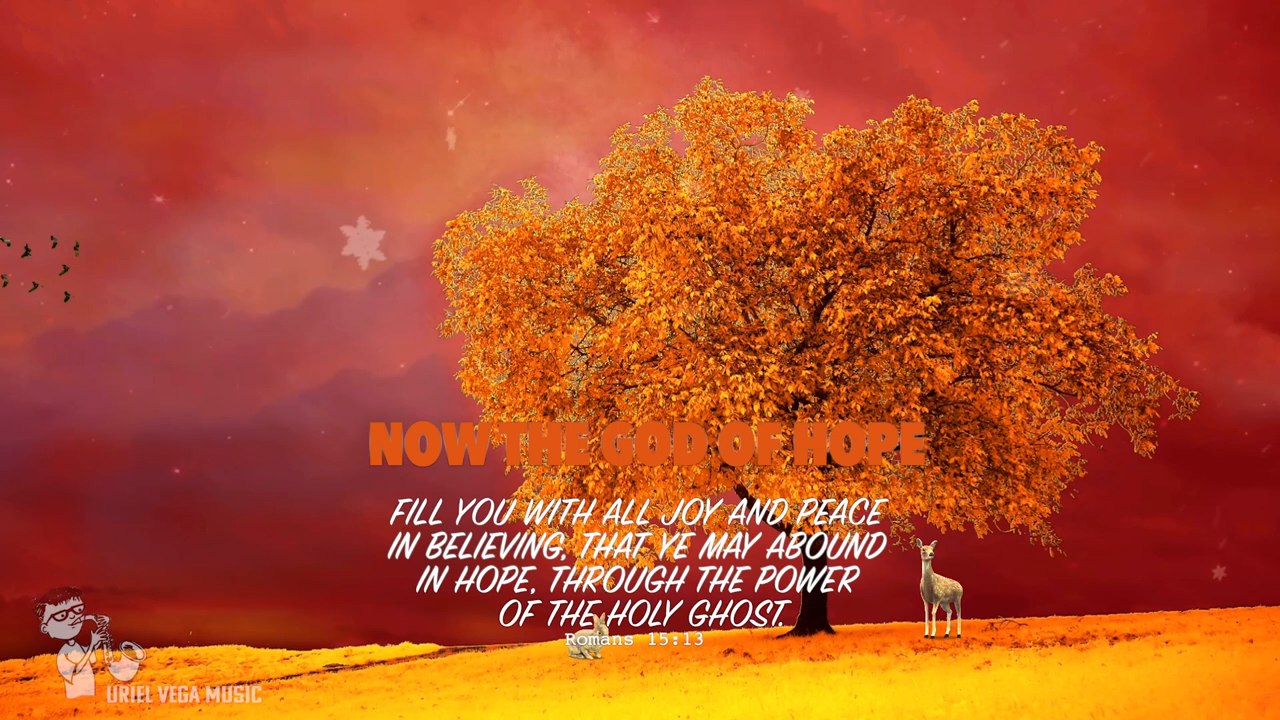 NOW THE GOD OF HOPE
FILL YOU WITH ALL JOY AND PEACE
IN BELIEVING, THAT YE MAY ABOUND
IN HOPE, THROUGH THE POWER
OF THE HOLY GHOST.
Romans 15:13
URIEL VEGA MUSIC